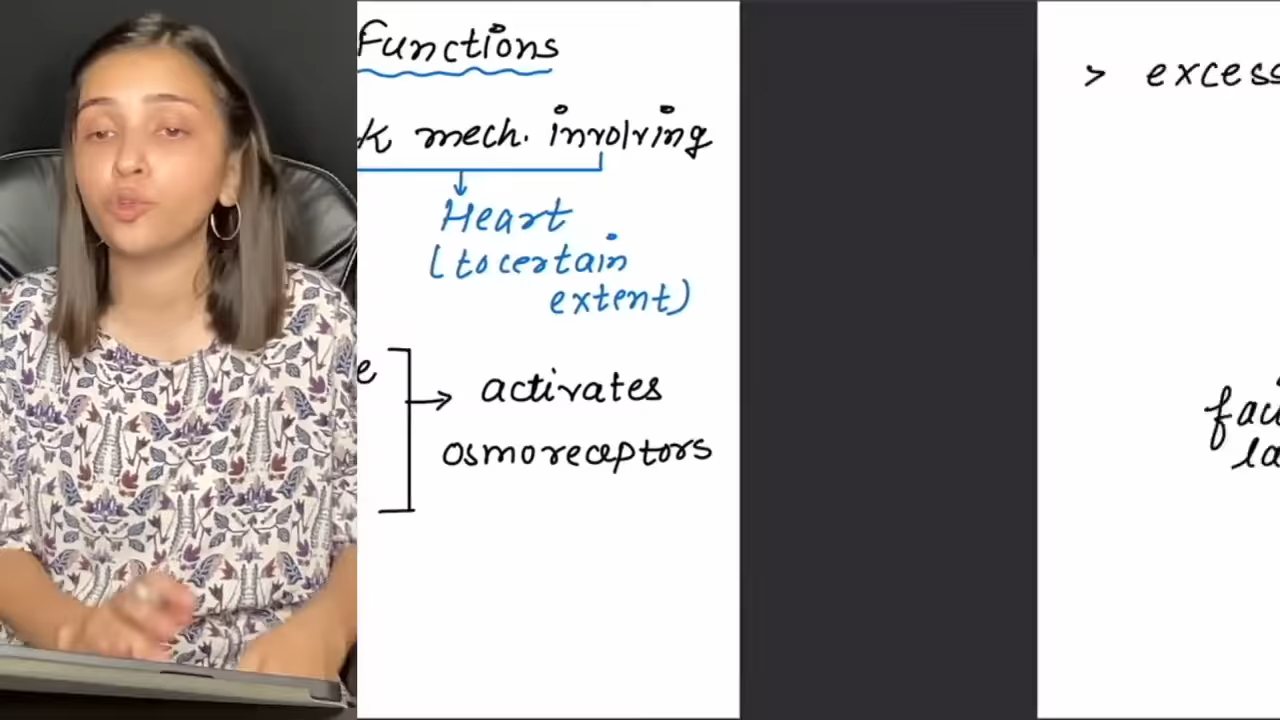 Functions
k mech. involving
Heart
(to certain
extent)
e
activates
osmoreceptors
> excess